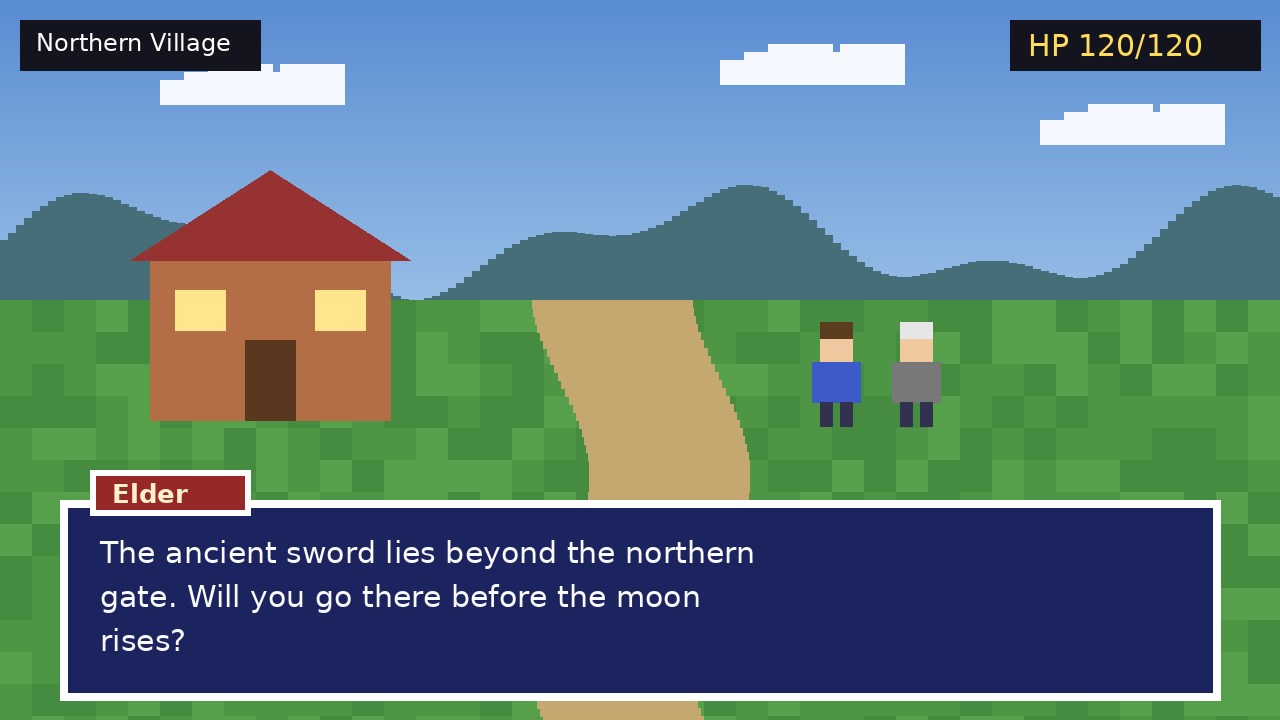 Northern Village
HP 120/120
Elder
The ancient sword lies beyond the northern
gate. Will you go there before the moon
rises?